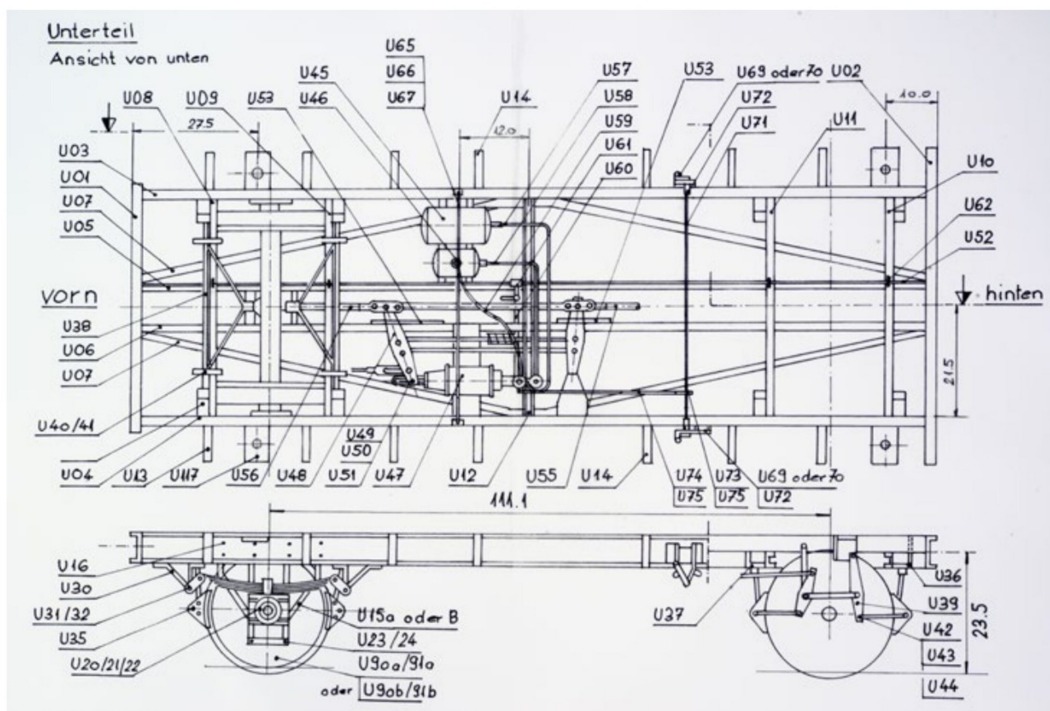 Unterteil
Ansicht von unten
U65
U45 U66 U57 U53 U69 oder 70 U02
U08 U09 U53 U46 U67 U14 U58 U72 10.0
27.5 12.0 U59 U71 U11
U03 U61 U10
U01 U60
U07 U62
U05 U52
vorn hinten
U38
U06
U07 21.5
U40/41
U49
U50
U04 U13 U117 U56 U48 U51 U47 U12 U55 U14 U74 U73 U69 oder 70
U75 U75 U72
111.1
U16
U30 U36
U31/32 U15a oder B U37 U39
U35 U23/24 U42 23.5
U20/21/22 U90a/91a U43
oder U90b/91b U44